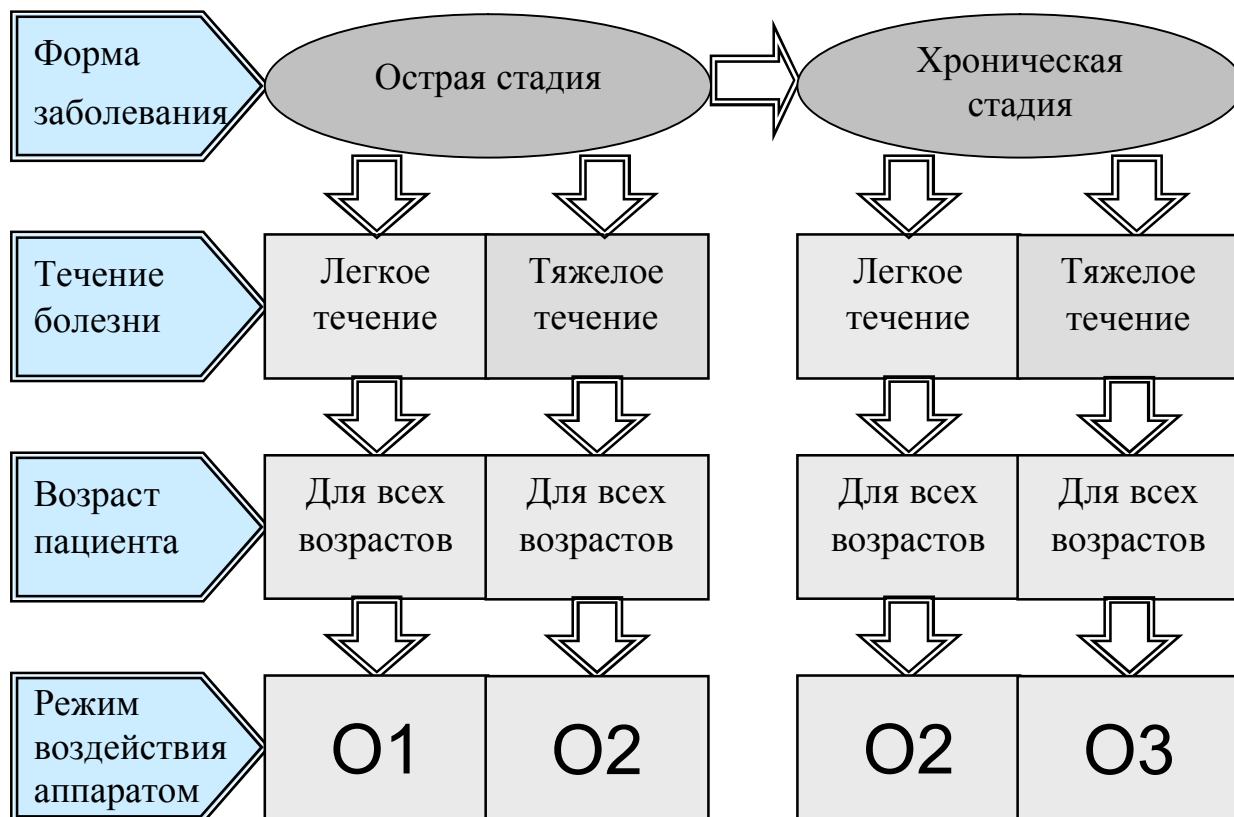 Форма
заболевания
Острая стадия
Хроническая
стадия
Течение
болезни
Легкое
течение
Тяжелое
течение
Легкое
течение
Тяжелое
течение
Возраст
пациента
Для всех
возрастов
Для всех
возрастов
Для всех
возрастов
Для всех
возрастов
Режим
воздействия
аппаратом
О1
О2
О2
О3